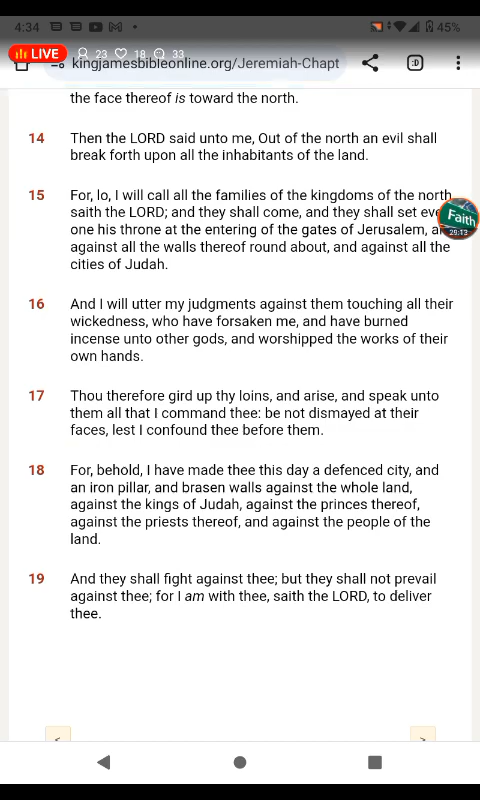 4:34 45%
LIVE 23 18 33
kingjamesbibleonline.org/Jeremiah-Chapt :D
the face thereof is toward the north.
14 Then the LORD said unto me, Out of the north an evil shall
break forth upon all the inhabitants of the land.
15 For, lo, I will call all the families of the kingdoms of the north,
saith the LORD; and they shall come, and they shall set
one his throne at the entering of the gates of Jerusalem,
against all the walls thereof round about, and against all the
cities of Judah.
Faith
29:13
16 And I will utter my judgments against them touching all their
wickedness, who have forsaken me, and have burned
incense unto other gods, and worshipped the works of their
own hands.
17 Thou therefore gird up thy loins, and arise, and speak unto
them all that I command thee: be not dismayed at their
faces, lest I confound thee before them.
18 For, behold, I have made thee this day a defenced city, and
an iron pillar, and brasen walls against the whole land,
against the kings of Judah, against the princes thereof,
against the priests thereof, and against the people of the
land.
19 And they shall fight against thee; but they shall not prevail
against thee; for I am with thee, saith the LORD, to deliver
thee.
< >